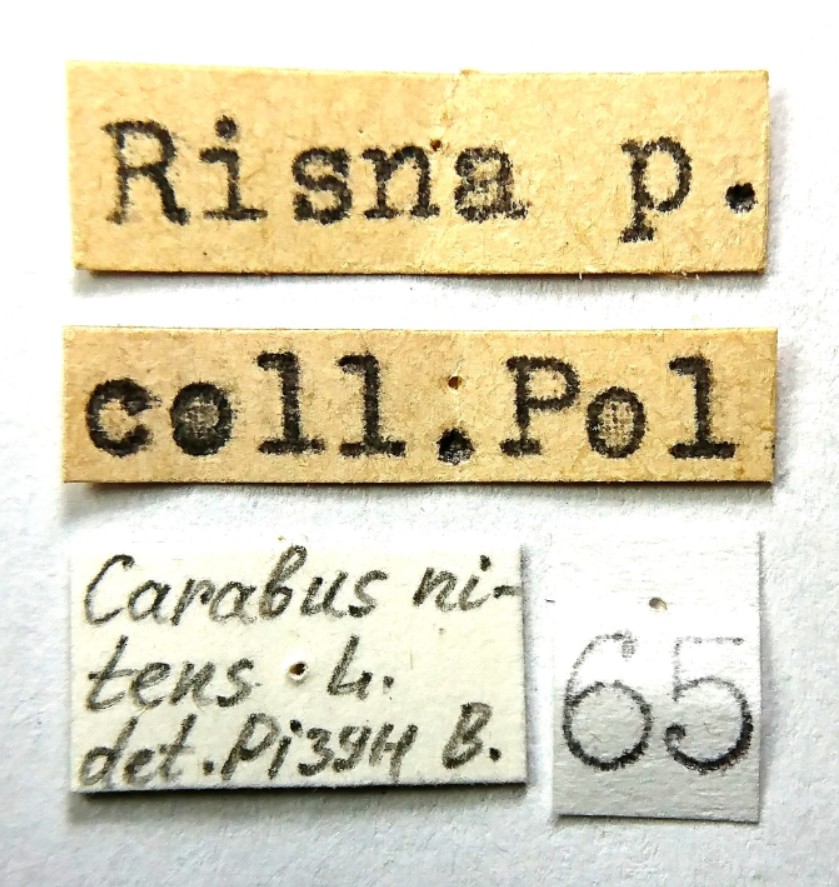 Risna p.
coll.Pol
Carabus ni-
tens L.
det.Різун В.
65